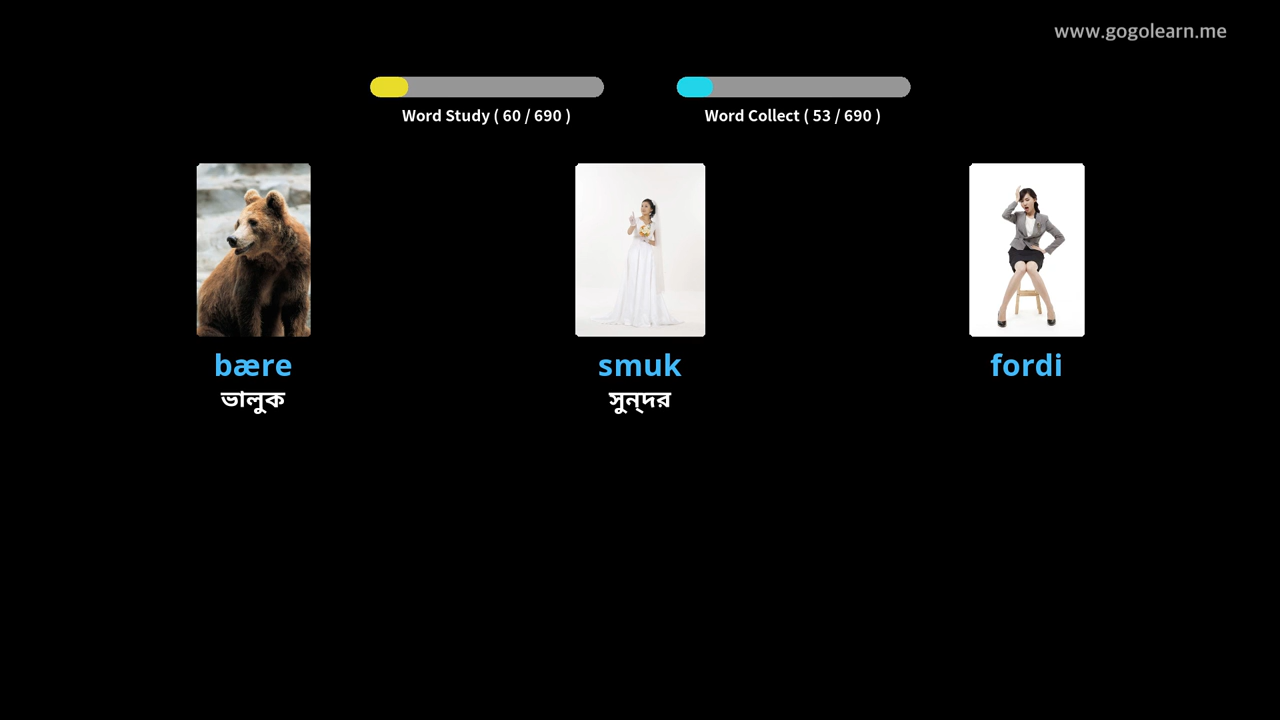 www.gogolearn.me
Word Study ( 60 / 690 )
Word Collect ( 53 / 690 )
bære
ভালুক
smuk
সুন্দর
fordi